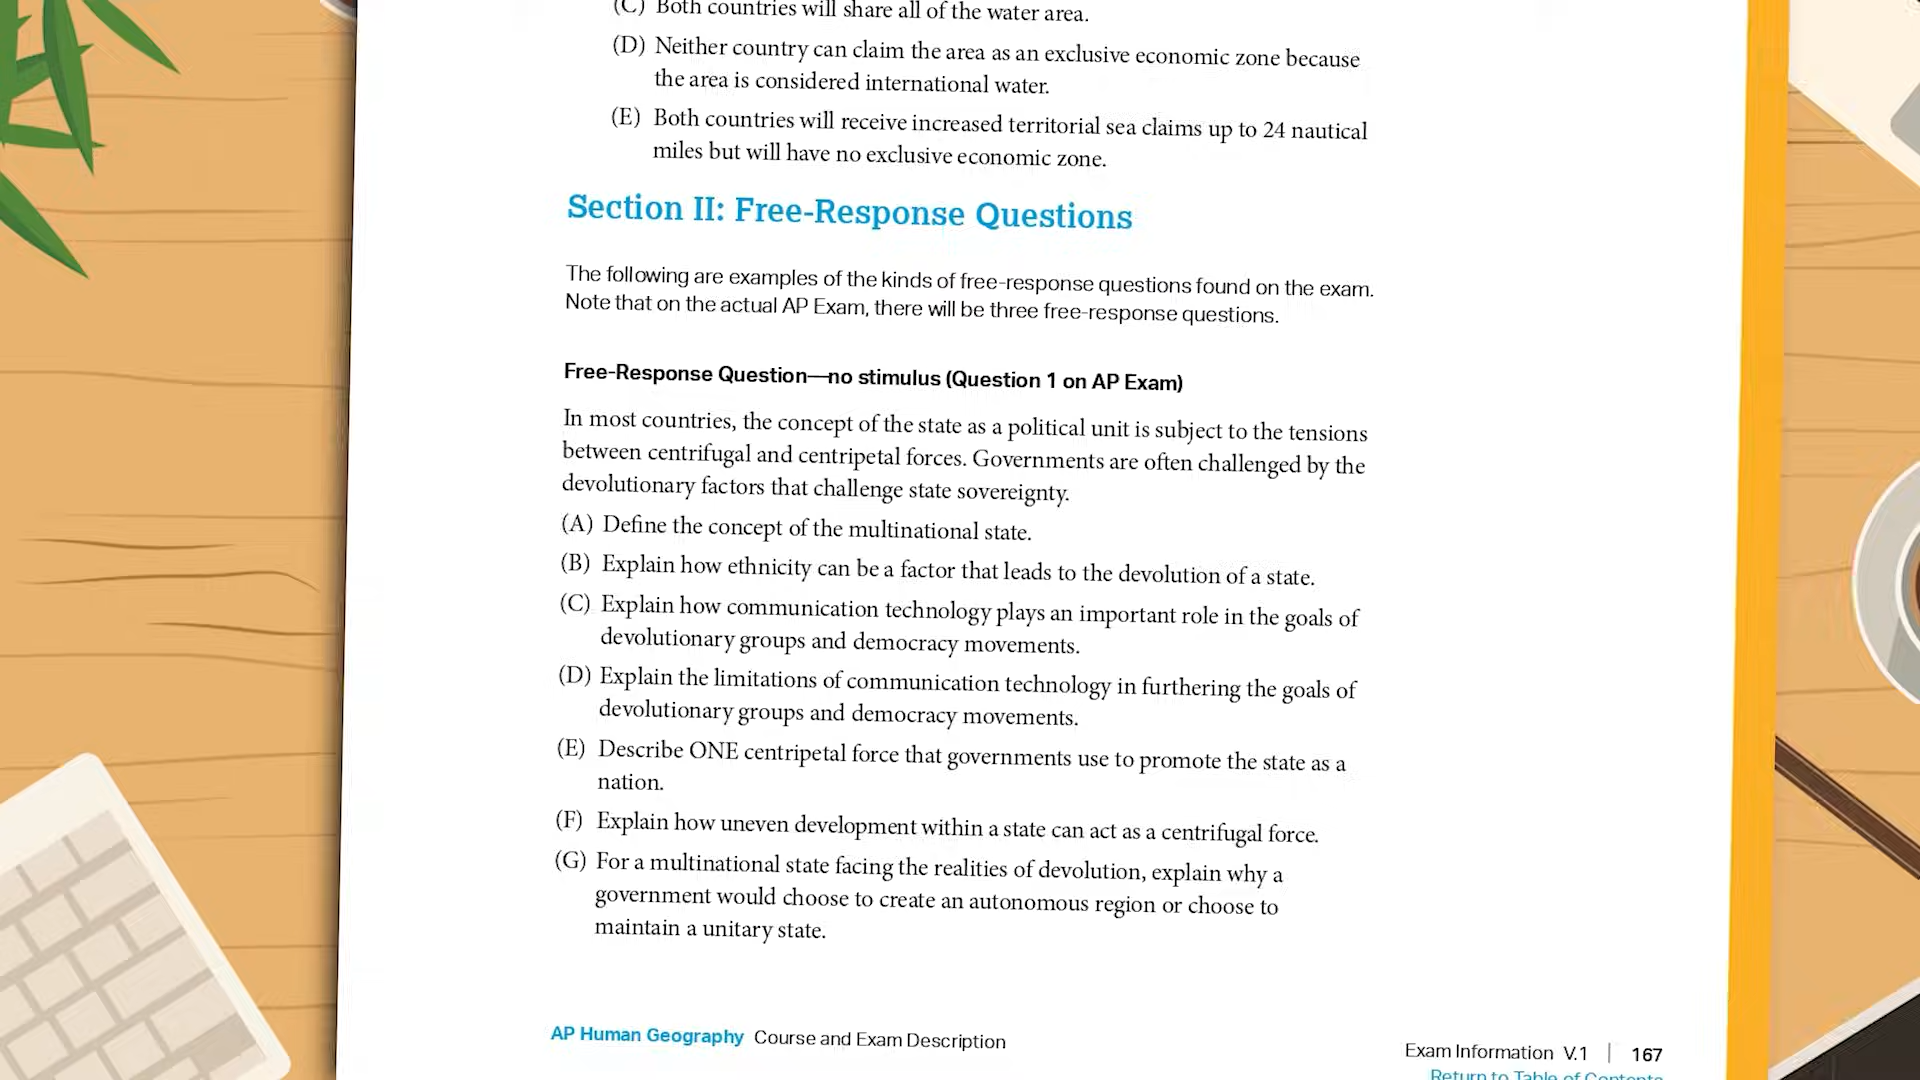 (C) Both countries will share all of the water area.
(D) Neither country can claim the area as an exclusive economic zone because
the area is considered international water.
(E) Both countries will receive increased territorial sea claims up to 24 nautical
miles but will have no exclusive economic zone.
Section II: Free-Response Questions
The following are examples of the kinds of free-response questions found on the exam.
Note that on the actual AP Exam, there will be three free-response questions.
Free-Response Question—no stimulus (Question 1 on AP Exam)
In most countries, the concept of the state as a political unit is subject to the tensions
between centrifugal and centripetal forces. Governments are often challenged by the
devolutionary factors that challenge state sovereignty.
(A) Define the concept of the multinational state.
(B) Explain how ethnicity can be a factor that leads to the devolution of a state.
(C) Explain how communication technology plays an important role in the goals of
devolutionary groups and democracy movements.
(D) Explain the limitations of communication technology in furthering the goals of
devolutionary groups and democracy movements.
(E) Describe ONE centripetal force that governments use to promote the state as a
nation.
(F) Explain how uneven development within a state can act as a centrifugal force.
(G) For a multinational state facing the realities of devolution, explain why a
government would choose to create an autonomous region or choose to
maintain a unitary state.
AP Human Geography Course and Exam Description
Exam Information V.1 | 167
Return to Table of Contents